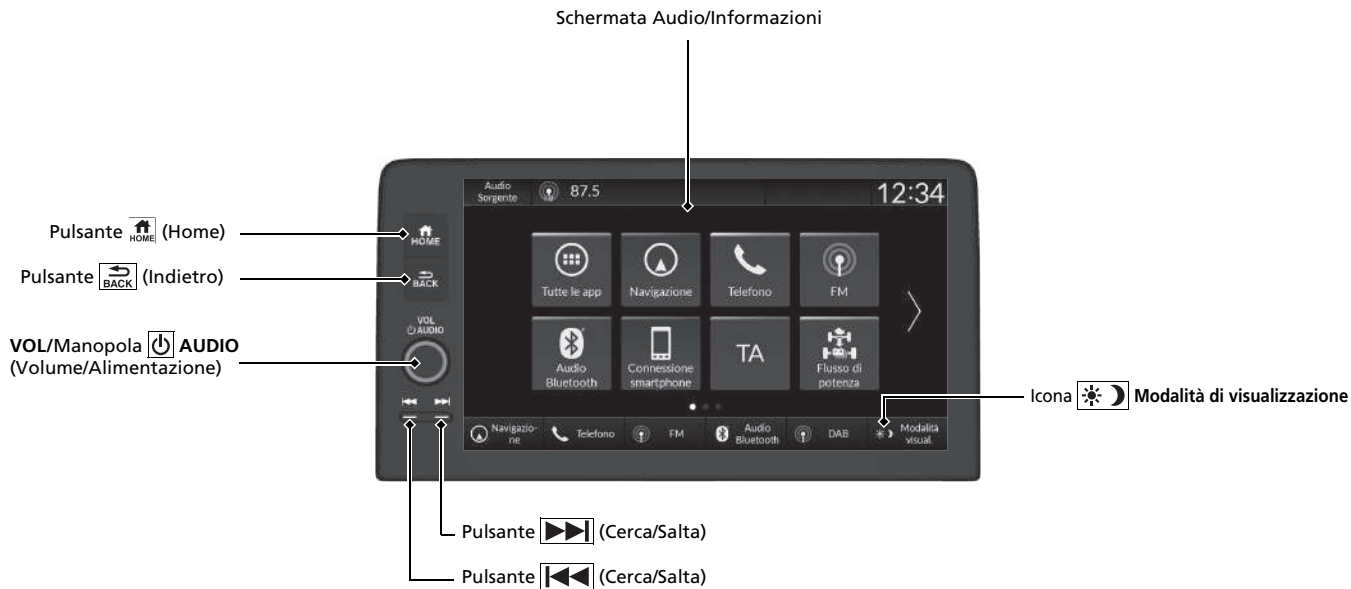 Schermata Audio/Informazioni
Audio
Sorgente
87.5
12:34
Pulsante HOME (Home)
HOME
Pulsante BACK (Indietro)
BACK
VOL
AUDIO
VOL/Manopola AUDIO
(Volume/Alimentazione)
Tutte le app
Navigazione
Telefono
FM
Audio
Bluetooth
Connessione
smartphone
TA
Flusso di
potenza
Icona Modalità di visualizzazione
Navigazio-
ne
Telefono
FM
Audio
Bluetooth
DAB
Modalità
visual
Pulsante (Cerca/Salta)
Pulsante (Cerca/Salta)